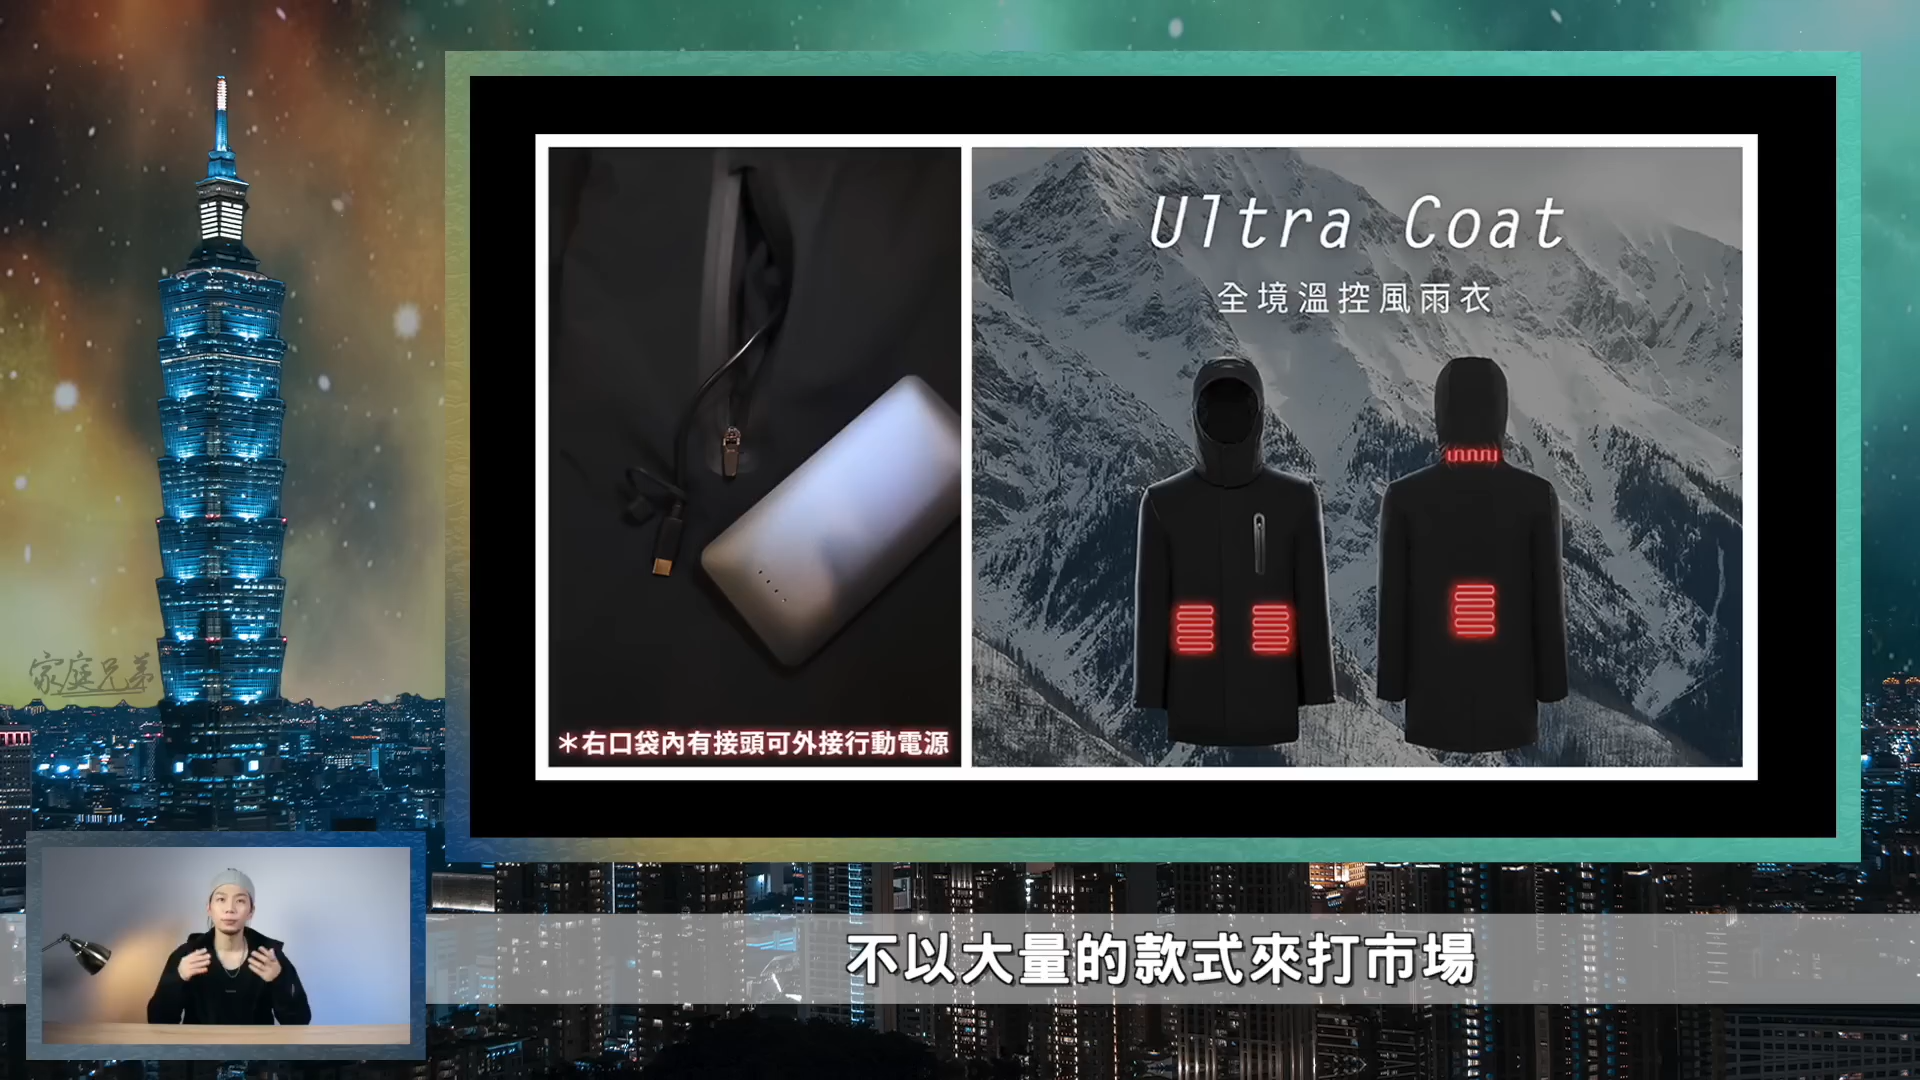 Ultra Coat
全境溫控風雨衣
＊右口袋內有接頭可外接行動電源
家庭兄弟
不以大量的款式來打市場